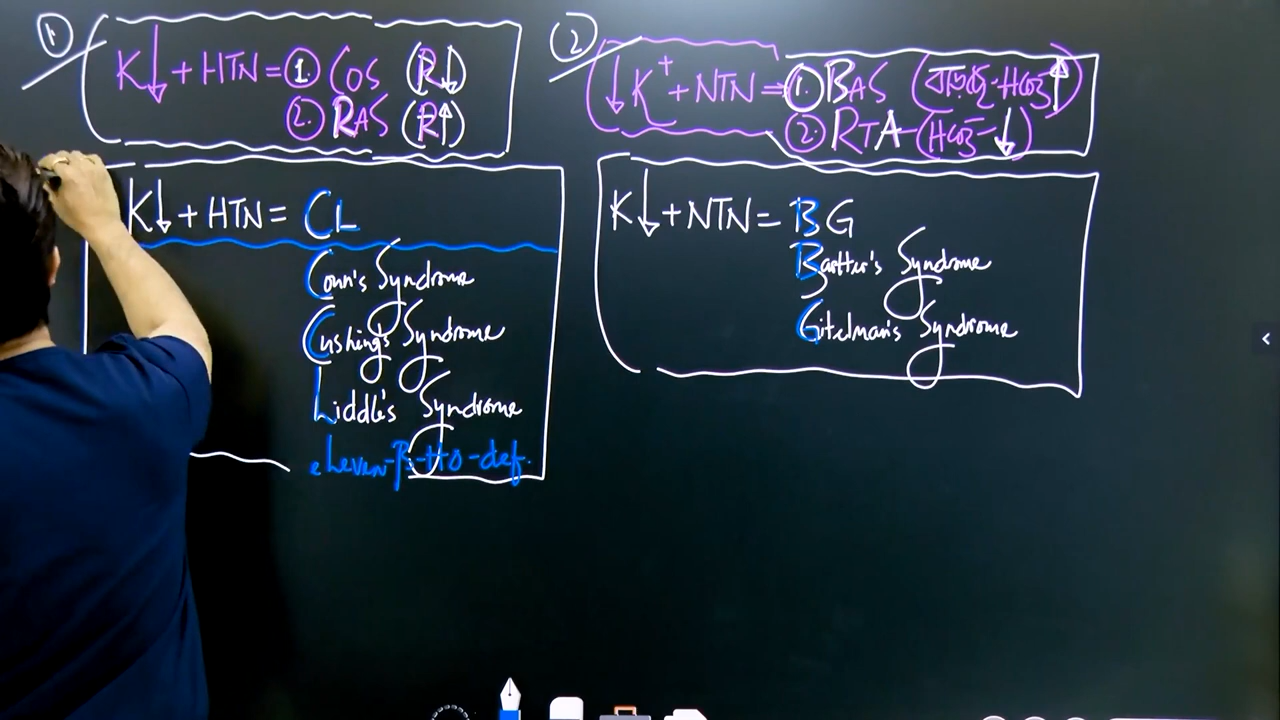 ①
K↓ + HTN = ①. COS (R↓)
②. RAS (R↑)
②
↓K⁺ + NTN ⇒ ①. BAS (বাড়বে-HCO₃⁻↑)
②. RTA (HCO₃⁻ ↓)
K↓ + HTN = CL
Conn's Syndrome
Cushing's Syndrome
Liddle's Syndrome
eLeven-β-HO-def.
K↓ + NTN = BG
Bartter's Syndrome
Gitelman's Syndrome